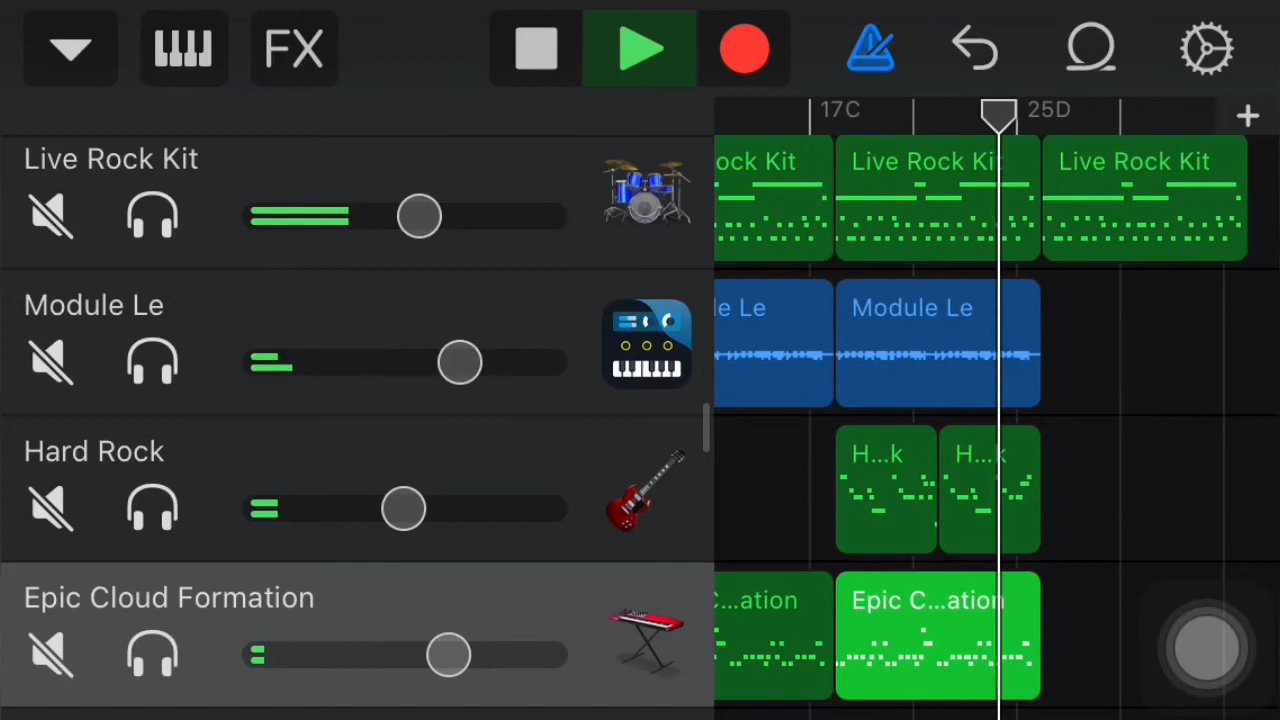 FX
17C
25D
Live Rock Kit
ock Kit
Live Rock Kit
Live Rock Kit
Module Le
le Le
Module Le
Hard Rock
H...k
H...k
Epic Cloud Formation
C...ation
Epic C...ation